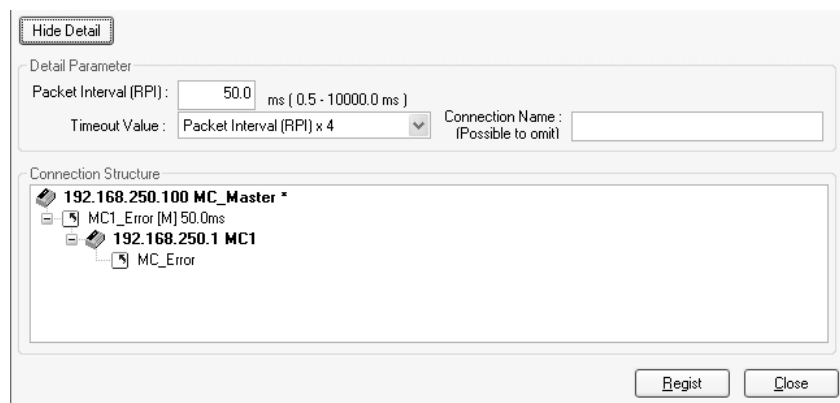 Hide Detail
Detail Parameter
Packet Interval (RPI) : 50.0 ms ( 0.5 - 10000.0 ms )
Timeout Value : Packet Interval (RPI) x 4 Connection Name :
(Possible to omit)
Connection Structure
192.168.250.100 MC_Master *
MC1_Error [M] 50.0ms
192.168.250.1 MC1
MC_Error
Regist Close